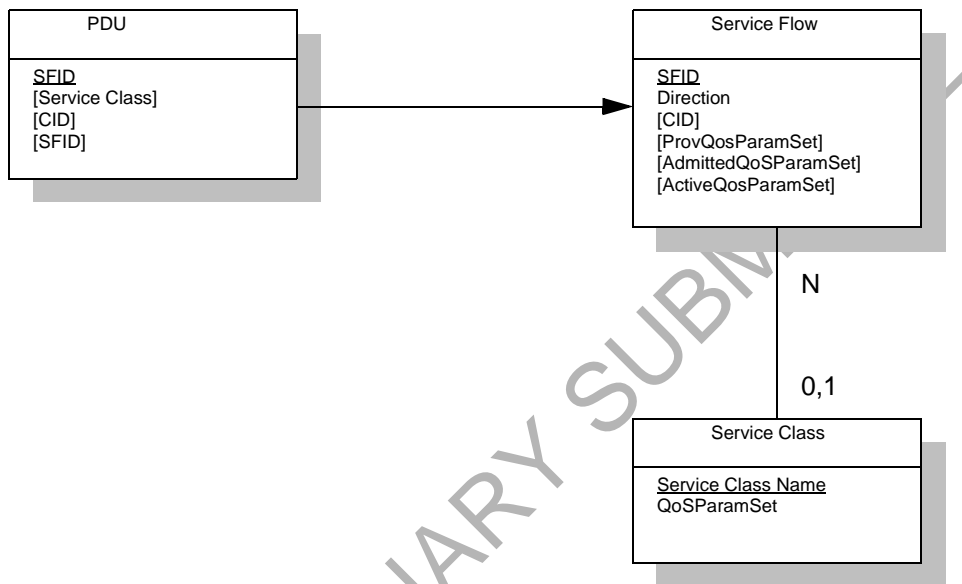 PDU
SFID
[Service Class]
[CID]
[SFID]
Service Flow
SFID
Direction
[CID]
[ProvQosParamSet]
[AdmittedQoSParamSet]
[ActiveQosParamSet]
N
0,1
Service Class
Service Class Name
QoSParamSet